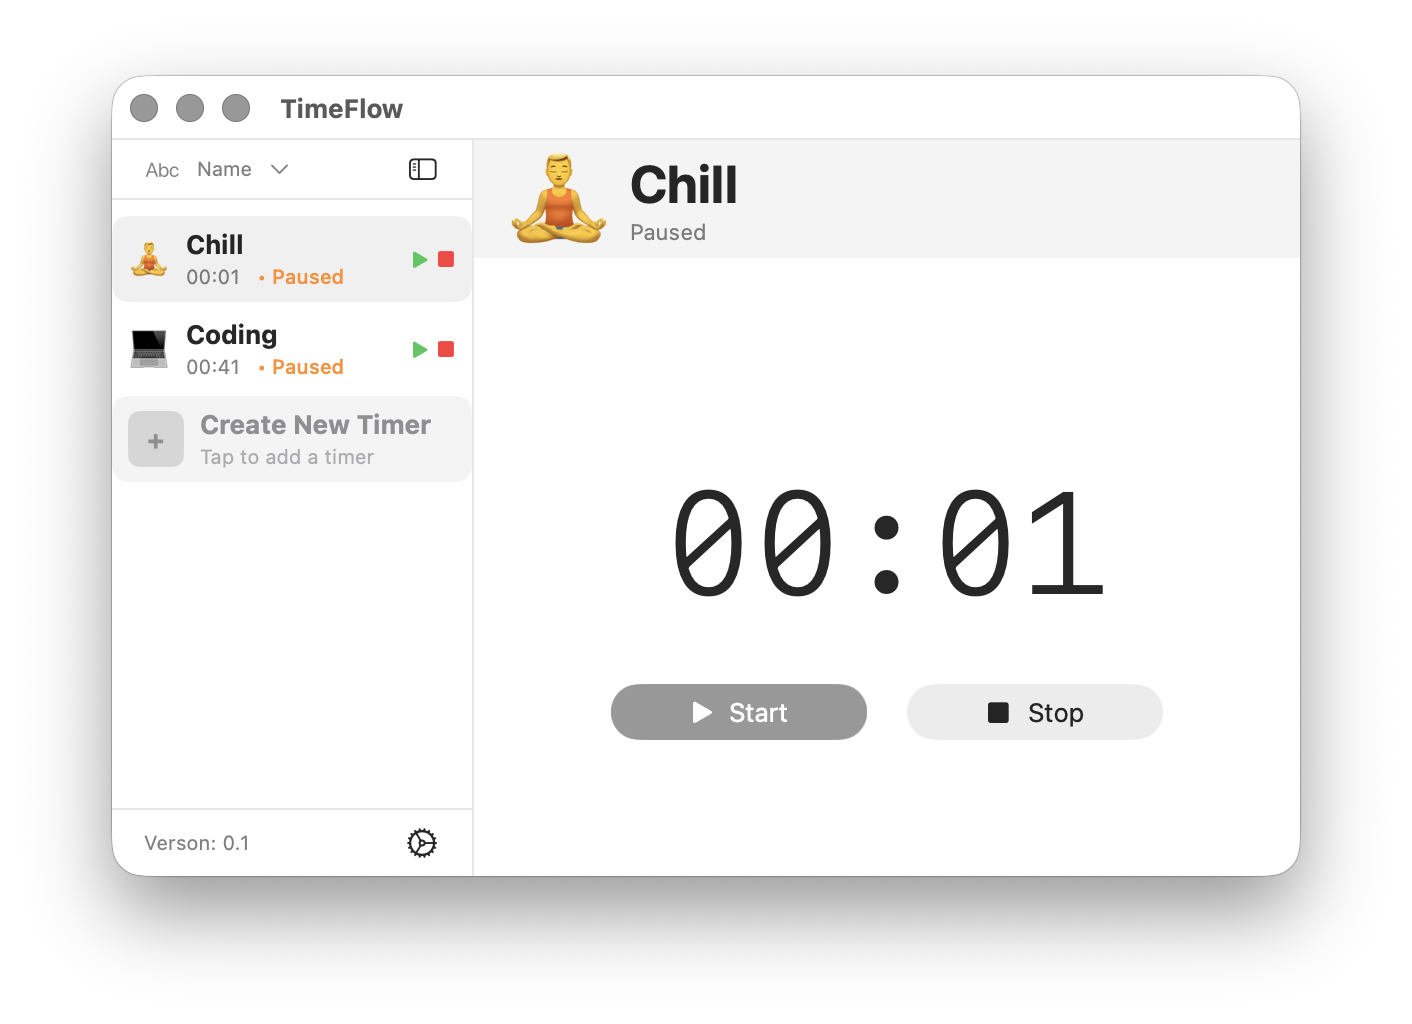 TimeFlow
Abc Name
Chill
00:01 • Paused
Coding
00:41 • Paused
+
Create New Timer
Tap to add a timer
Verson: 0.1
Chill
Paused
00:01
Start
Stop